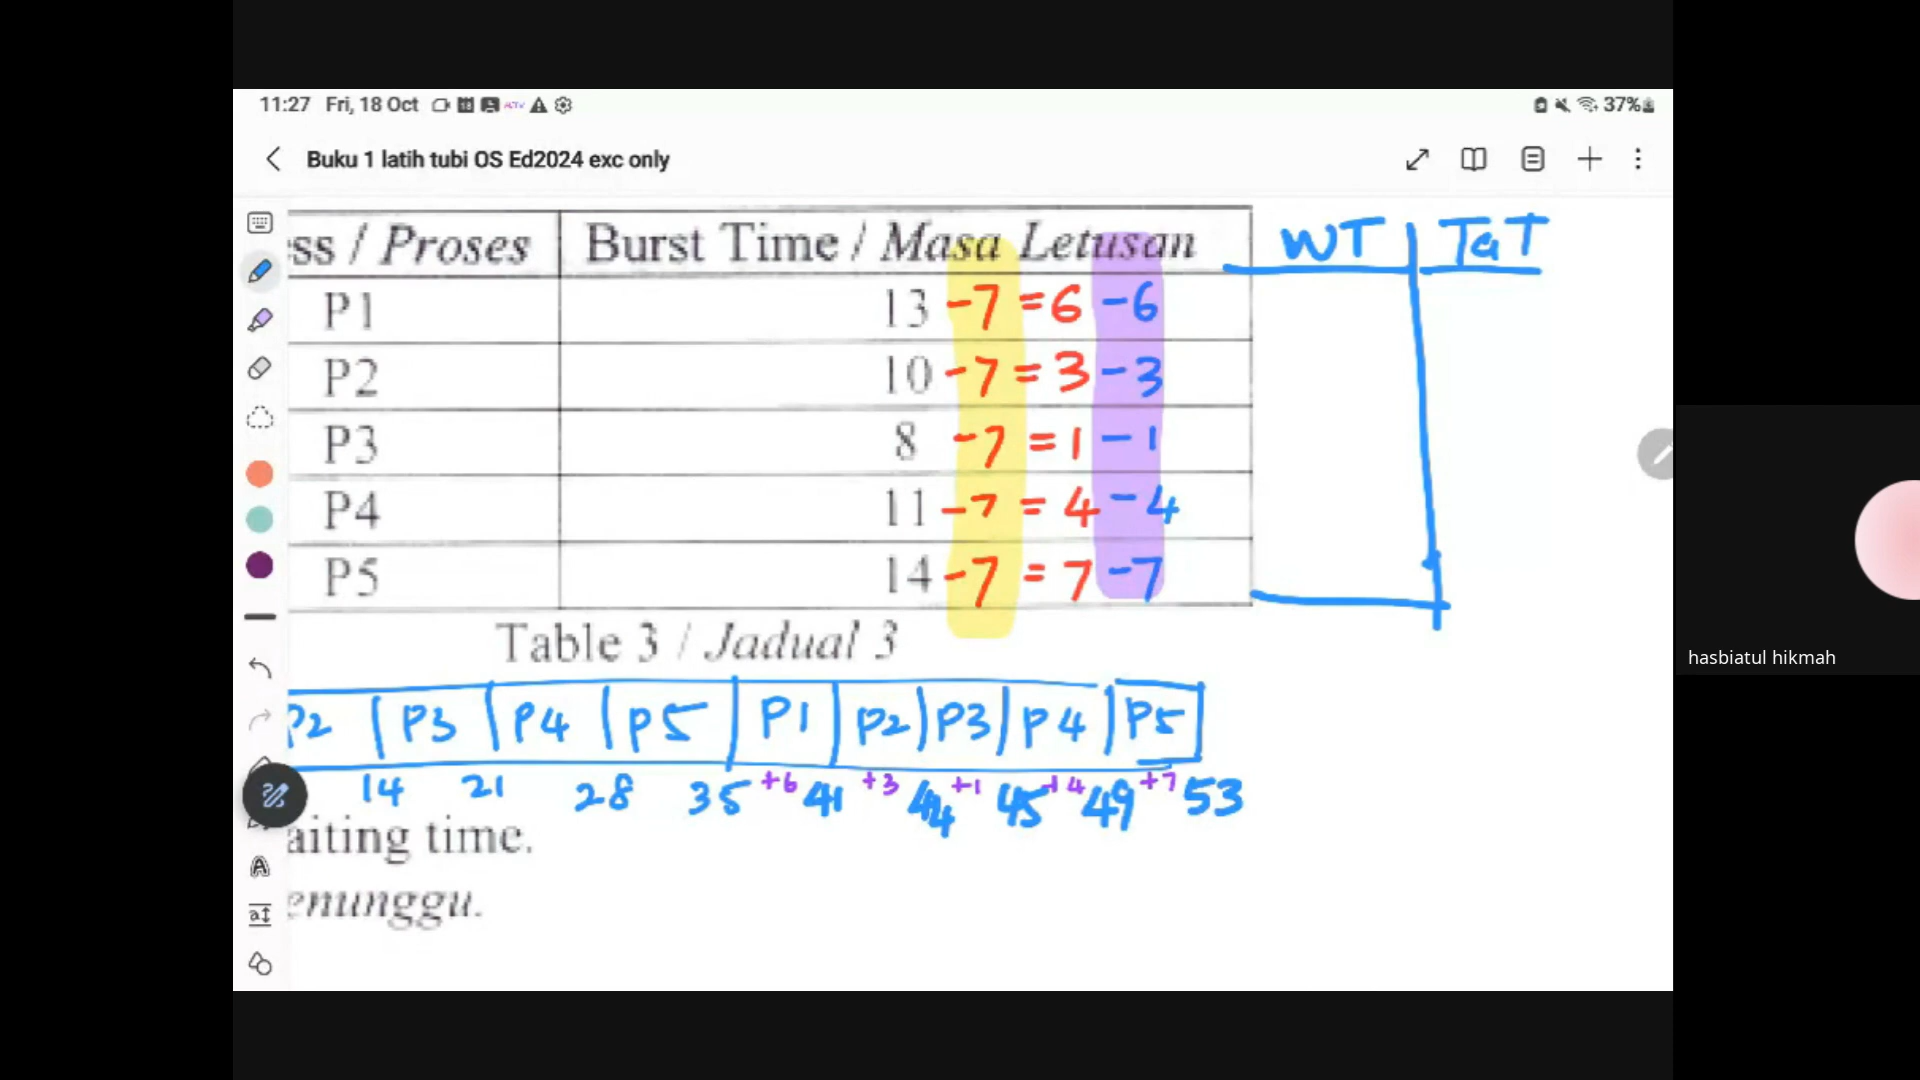 11:27 Fri, 18 Oct 37%
Buku 1 latih tubi OS Ed2024 exc only
ss / Proses Burst Time / Masa Letusan WT TaT
P1 13 -7 = 6 -6
P2 10 -7 = 3 -3
P3 8 -7 = 1 -1
P4 11 -7 = 4 -4
P5 14 -7 = 7 -7
Table 3 / Jadual 3
P2 P3 P4 P5 P1 P2 P3 P4 P5
14 21 28 35 +6 41 +3 44 +1 45 +4 49 +7 53
aiting time.
enunggu.
hasbiatul hikmah